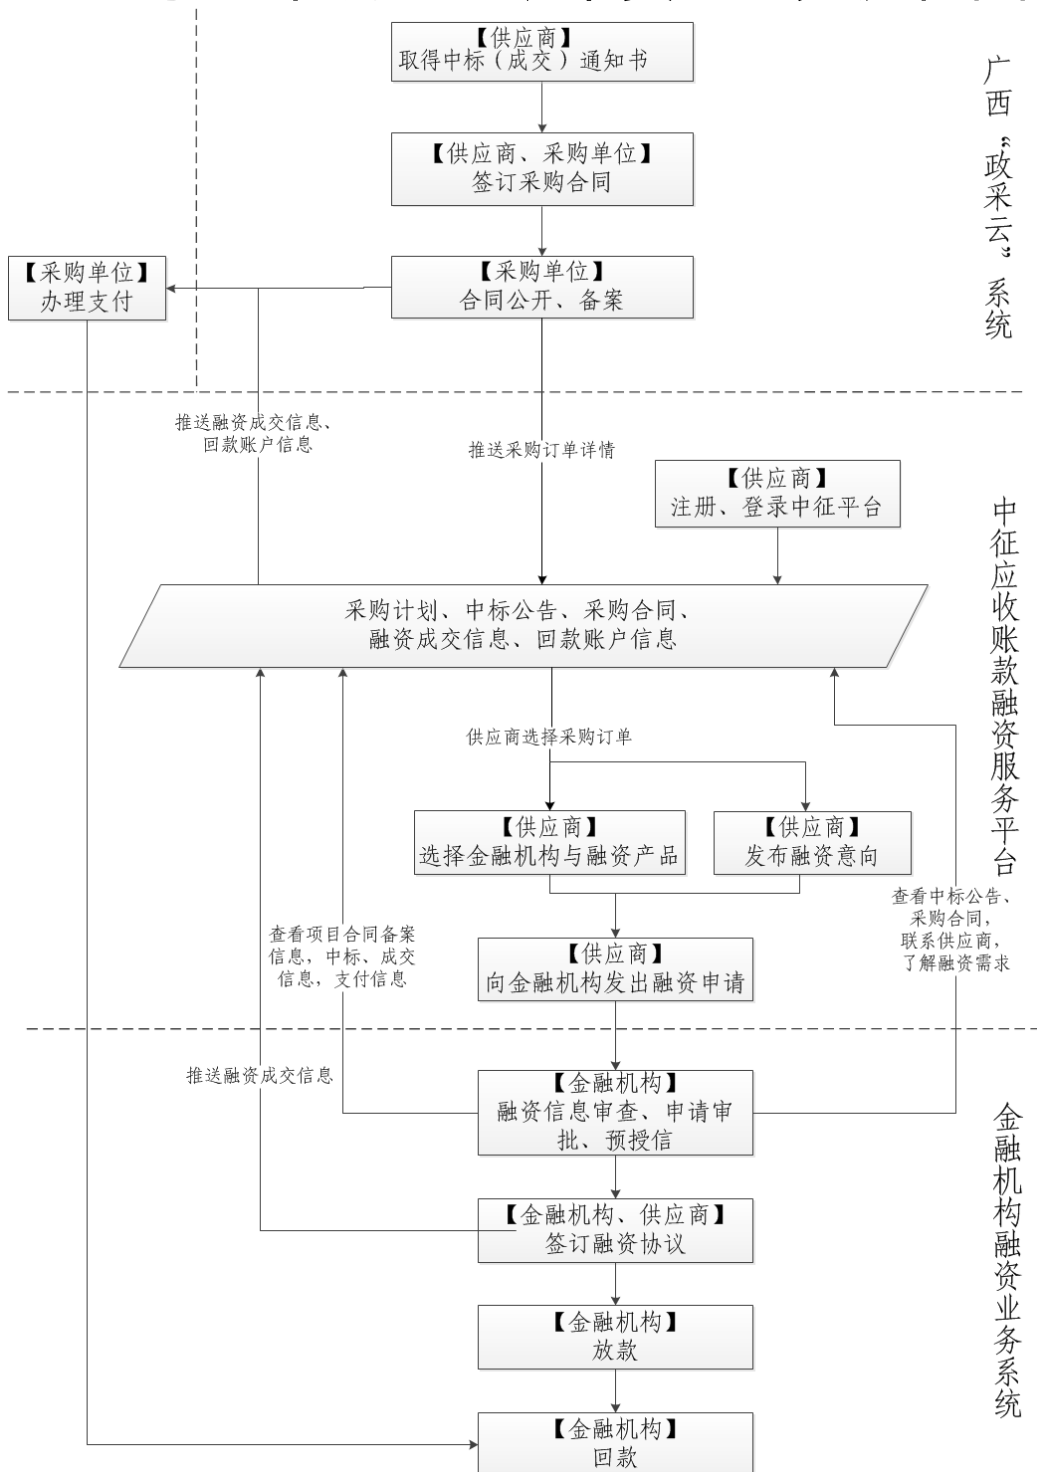 【供应商】
取得中标（成交）通知书
【供应商、采购单位】
签订采购合同
【采购单位】
办理支付
【采购单位】
合同公开、备案
广西“政采云”系统
推送融资成交信息、
回款账户信息
推送采购订单详情
【供应商】
注册、登录中征平台
采购计划、中标公告、采购合同、
融资成交信息、回款账户信息
供应商选择采购订单
【供应商】
选择金融机构与融资产品
【供应商】
发布融资意向
中征应收账款融资服务平台
查看项目合同备案
信息，中标、成交
信息，支付信息
【供应商】
向金融机构发出融资申请
查看中标公告、
采购合同，
联系供应商，
了解融资需求
推送融资成交信息
【金融机构】
融资信息审查、申请审
批、预授信
【金融机构、供应商】
签订融资协议
【金融机构】
放款
【金融机构】
回款
金融机构融资业务系统